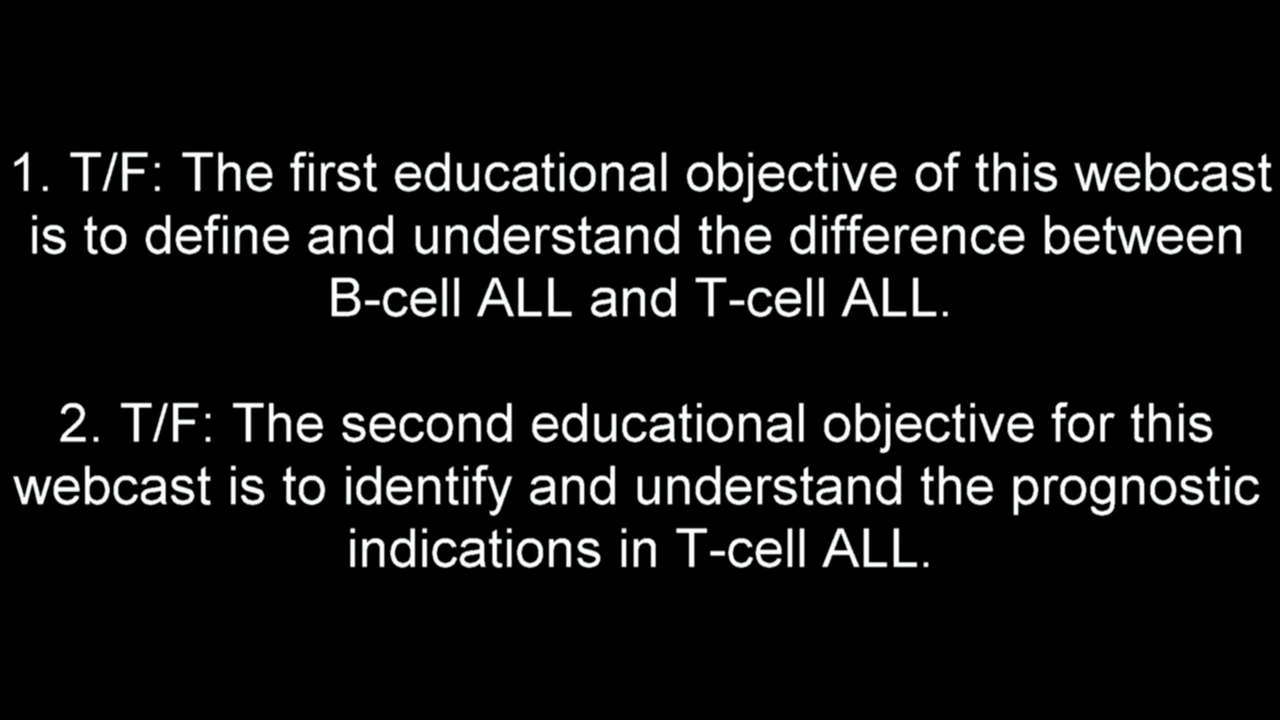 1. T/F: The first educational objective of this webcast
is to define and understand the difference between
B-cell ALL and T-cell ALL.
2. T/F: The second educational objective for this
webcast is to identify and understand the prognostic
indications in T-cell ALL.